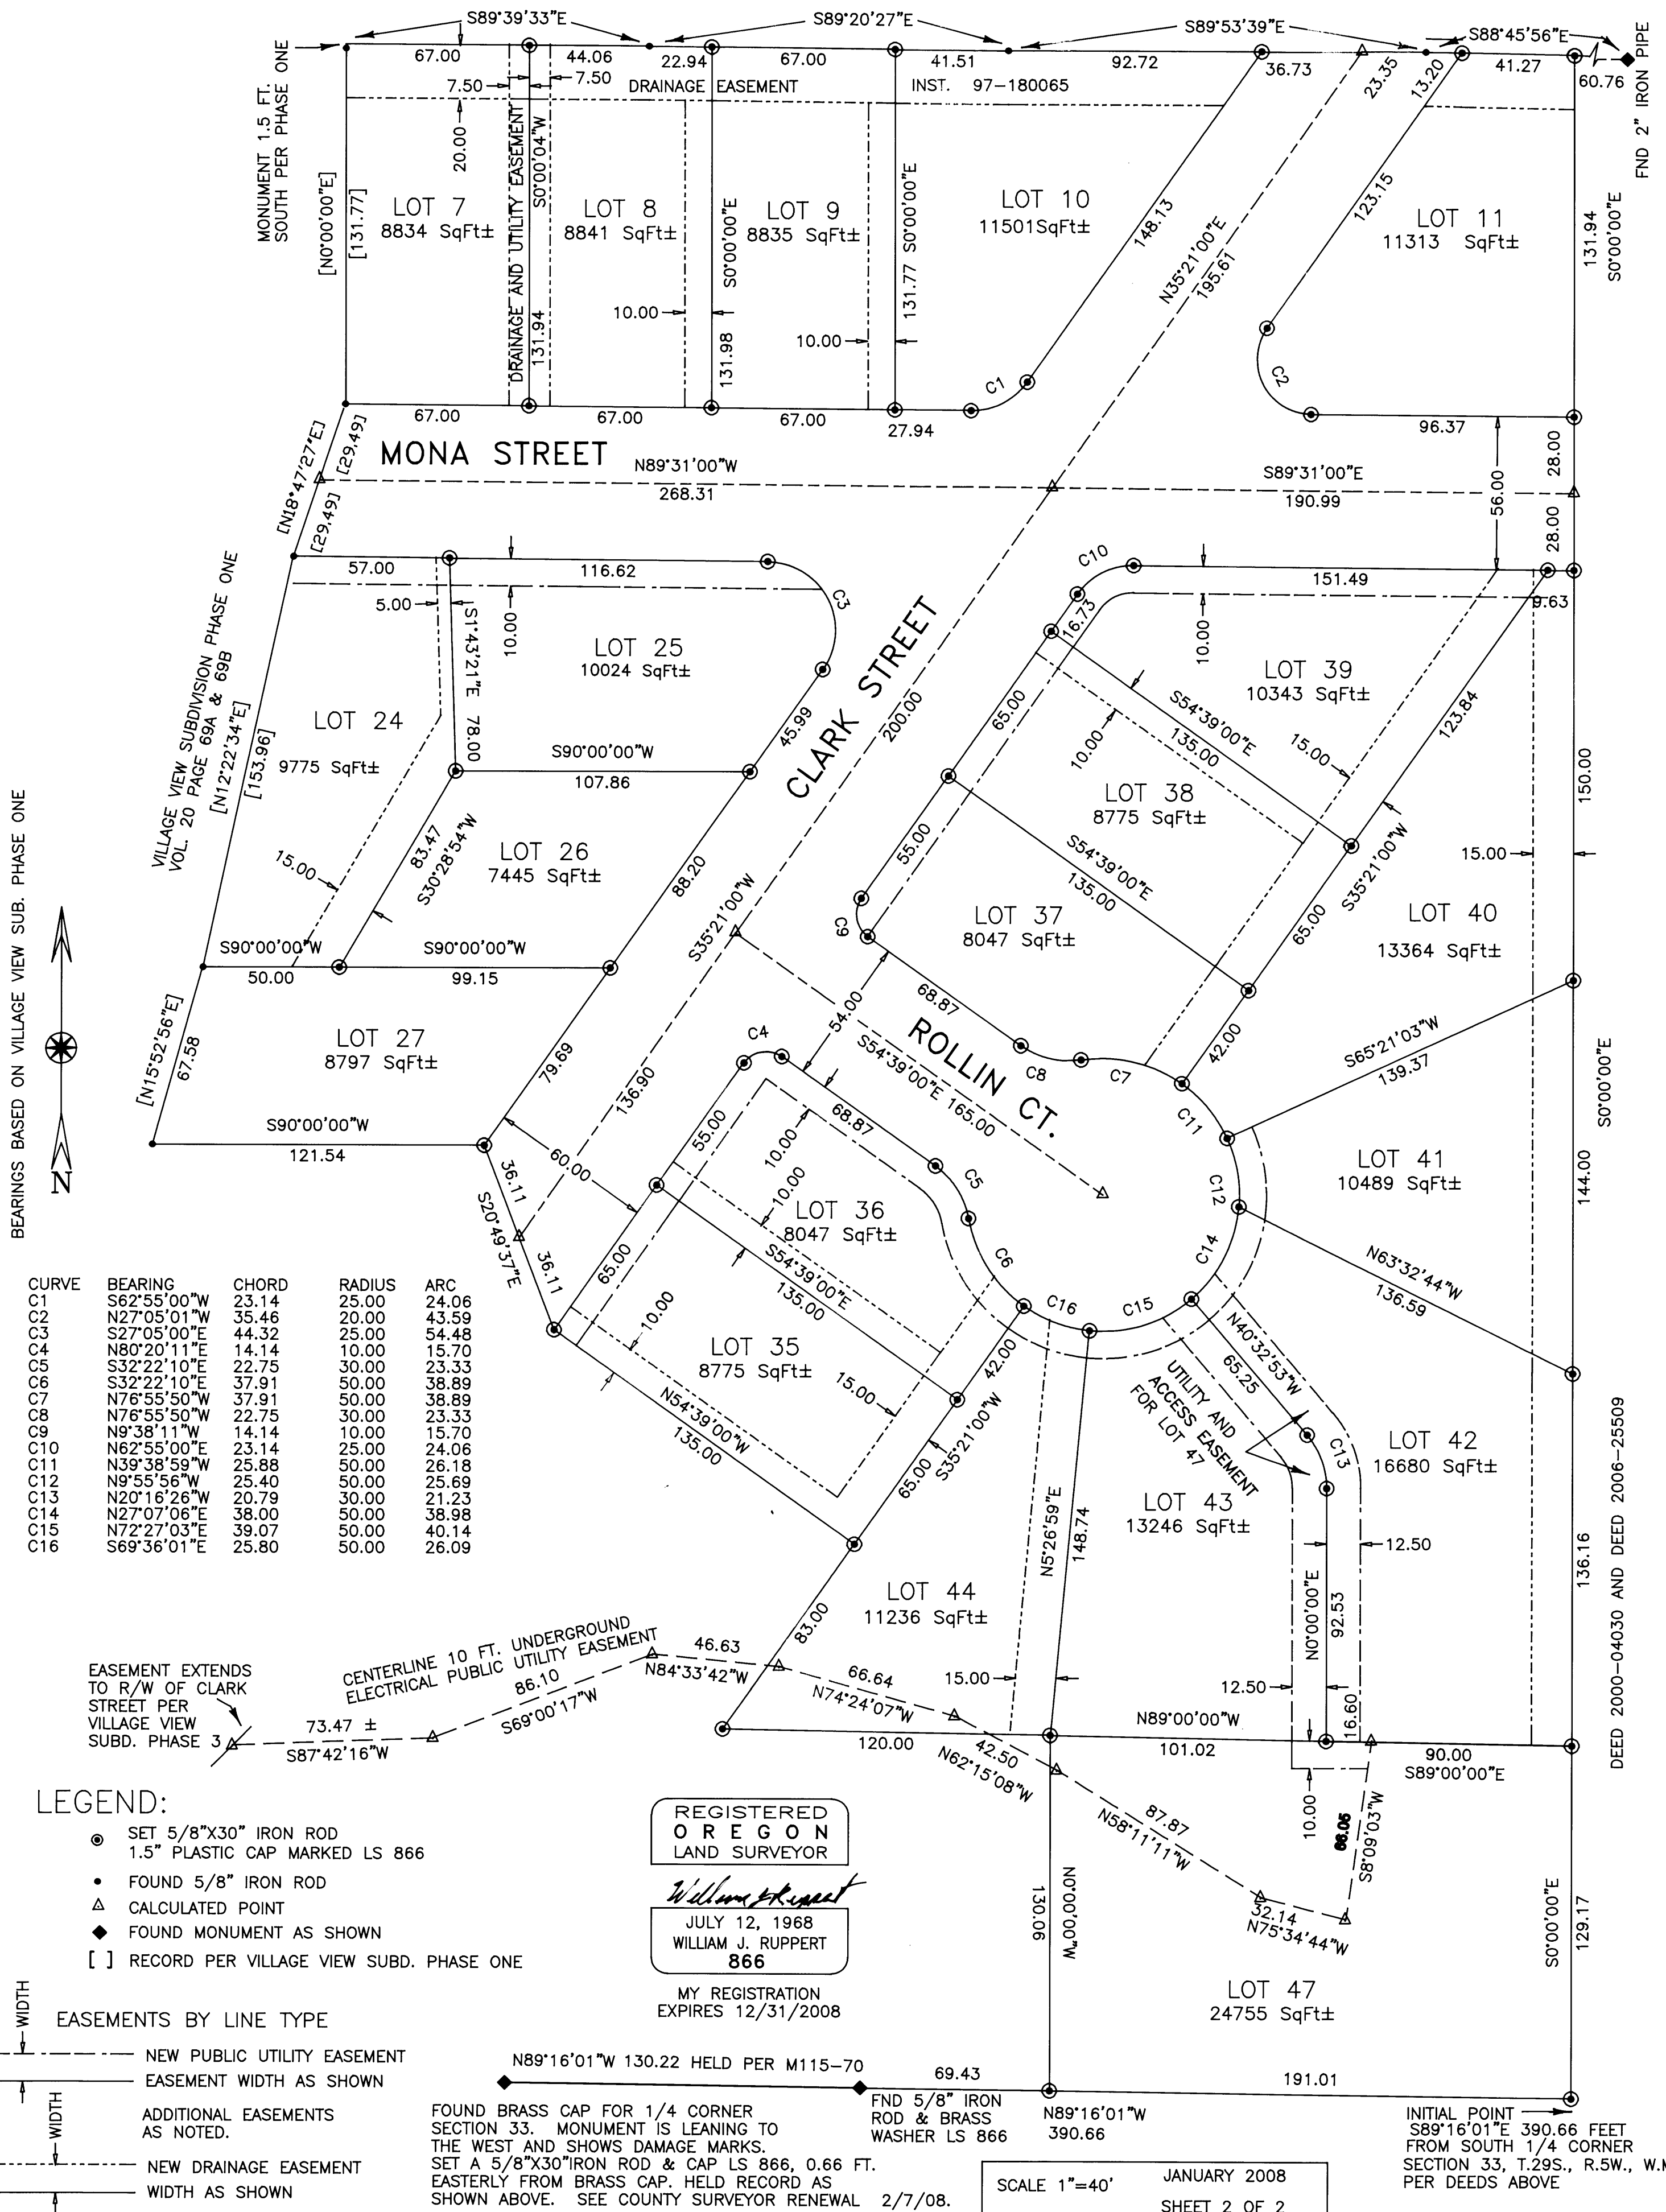 S89°39'33"E
S89°20'27"E
S89°53'39"E
S88°45'56"E
67.00
44.06
22.94
67.00
41.51
92.72
36.73
23.35
13.20
41.27
60.76
FND 2" IRON PIPE
MONUMENT 1.5 FT.
SOUTH PER PHASE ONE
7.50
7.50
DRAINAGE EASEMENT
INST. 97-180065
20.00
DRAINAGE AND UTILITY EASEMENT
S0°00'04"W
131.94
[N0°00'00"E]
[131.77]
LOT 7
8834 SqFt±
LOT 8
8841 SqFt±
S0°00'00"E
131.98
LOT 9
8835 SqFt±
131.77 S0°00'00"E
LOT 10
11501SqFt±
148.13
N35°21'00"E
195.61
123.15
LOT 11
11313 SqFt±
131.94
S0°00'00"E
10.00
10.00
C1
C2
67.00
67.00
67.00
27.94
96.37
28.00
[N18°47'27"E]
[29.49]
[29.49]
MONA STREET
N89°31'00"W
268.31
S89°31'00"E
190.99
56.00
28.00
57.00
116.62
C3
C10
151.49
9.63
5.00
S1°43'21"E 78.00
10.00
LOT 25
10024 SqFt±
16.73
10.00
LOT 39
10343 SqFt±
VILLAGE VIEW SUBDIVISION PHASE ONE
VOL. 20 PAGE 69A & 69B
[N12°22'34"E]
[153.96]
LOT 24
9775 SqFt±
45.99
CLARK STREET
200.00
65.00
S54°39'00"E
135.00
10.00
15.00
123.84
S90°00'00"W
107.86
LOT 38
8775 SqFt±
150.00
BEARINGS BASED ON VILLAGE VIEW SUB. PHASE ONE
83.47
S30°28'54"W
15.00
LOT 26
7445 SqFt±
88.20
55.00
S54°39'00"E
135.00
S35°21'00"W
65.00
15.00
S35°21'00"W
C9
LOT 37
8047 SqFt±
LOT 40
13364 SqFt±
S90°00'00"W
50.00
S90°00'00"W
99.15
68.87
54.00
ROLLIN CT.
42.00
[N15°52'56"E]
67.58
LOT 27
8797 SqFt±
79.69
136.90
C4
S54°39'00"E 165.00
C8
C7
S65°21'03"W
139.37
S0°00'00"E
S90°00'00"W
121.54
60.00
55.00
10.00
10.00
68.87
C5
C11
LOT 41
10489 SqFt±
144.00
N
36.11
S20°49'37"E
36.11
LOT 36
8047 SqFt±
C12
65.00
S54°39'00"E
135.00
C6
C14
N63°32'44"W
136.59
CURVE BEARING CHORD RADIUS ARC
C1 S62°55'00"W 23.14 25.00 24.06
C2 N27°05'01"W 35.46 20.00 43.59
C3 S27°05'00"E 44.32 25.00 54.48
C4 N80°20'11"E 14.14 10.00 15.70
C5 S32°22'10"E 22.75 30.00 23.33
C6 S32°22'10"E 37.91 50.00 38.89
C7 N76°55'50"W 37.91 50.00 38.89
C8 N76°55'50"W 22.75 30.00 23.33
C9 N9°38'11"W 14.14 10.00 15.70
C10 N62°55'00"E 23.14 25.00 24.06
C11 N39°38'59"W 25.88 50.00 26.18
C12 N9°55'56"W 25.40 50.00 25.69
C13 N20°16'26"W 20.79 30.00 21.23
C14 N27°07'06"E 38.00 50.00 38.98
C15 N72°27'03"E 39.07 50.00 40.14
C16 S69°36'01"E 25.80 50.00 26.09
10.00
LOT 35
8775 SqFt±
15.00
42.00
C16
C15
N54°39'00"W
135.00
65.00
S35°21'00"W
N40°32'53"W
65.25
UTILITY AND
ACCESS EASEMENT
FOR LOT 47
C13
LOT 42
16680 SqFt±
N5°26'59"E
148.74
LOT 43
13246 SqFt±
12.50
136.16
DEED 2000-04030 AND DEED 2006-25509
LOT 44
11236 SqFt±
83.00
N0°00'00"E
92.53
15.00
12.50
16.60
EASEMENT EXTENDS
TO R/W OF CLARK
STREET PER
VILLAGE VIEW
SUBD. PHASE 3
CENTERLINE 10 FT. UNDERGROUND
ELECTRICAL PUBLIC UTILITY EASEMENT
73.47 ±
S87°42'16"W
86.10
S69°00'17"W
46.63
N84°33'42"W
66.64
N74°24'07"W
120.00
42.50
N62°15'08"W
N89°00'00"W
101.02
90.00
S89°00'00"E
10.00
66.05
S8°09'03"W
87.87
N58°11'11"W
32.14
N75°34'44"W
130.06
N0°00'00"W
S0°00'00"E
129.17
LOT 47
24755 SqFt±
LEGEND:
SET 5/8"X30" IRON ROD
1.5" PLASTIC CAP MARKED LS 866
FOUND 5/8" IRON ROD
CALCULATED POINT
FOUND MONUMENT AS SHOWN
[ ] RECORD PER VILLAGE VIEW SUBD. PHASE ONE
REGISTERED
OREGON
LAND SURVEYOR
JULY 12, 1968
WILLIAM J. RUPPERT
866
MY REGISTRATION
EXPIRES 12/31/2008
EASEMENTS BY LINE TYPE
WIDTH
NEW PUBLIC UTILITY EASEMENT
EASEMENT WIDTH AS SHOWN
ADDITIONAL EASEMENTS
AS NOTED.
WIDTH
NEW DRAINAGE EASEMENT
WIDTH AS SHOWN
N89°16'01"W 130.22 HELD PER M115-70
69.43
191.01
FND 5/8" IRON
ROD & BRASS
WASHER LS 866
N89°16'01"W
390.66
FOUND BRASS CAP FOR 1/4 CORNER
SECTION 33. MONUMENT IS LEANING TO
THE WEST AND SHOWS DAMAGE MARKS.
SET A 5/8"X30"IRON ROD & CAP LS 866, 0.66 FT.
EASTERLY FROM BRASS CAP. HELD RECORD AS
SHOWN ABOVE. SEE COUNTY SURVEYOR RENEWAL 2/7/08.
INITIAL POINT
S89°16'01"E 390.66 FEET
FROM SOUTH 1/4 CORNER
SECTION 33, T.29S., R.5W., W.M
PER DEEDS ABOVE
SCALE 1"=40'
JANUARY 2008
SHEET 2 OF 2